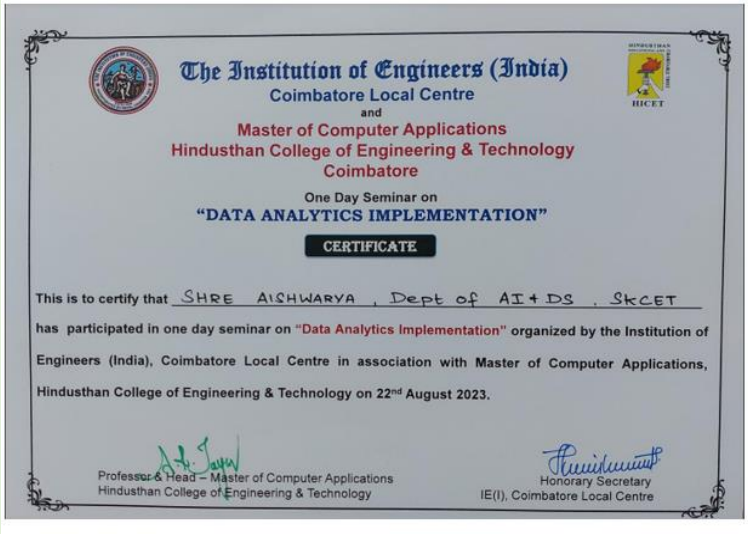 The Institution of Engineers (India)
Coimbatore Local Centre
and
Master of Computer Applications
Hindusthan College of Engineering & Technology
Coimbatore
HINDUSTHAN
HICET
One Day Seminar on
“DATA ANALYTICS IMPLEMENTATION”
CERTIFICATE
This is to certify that SHRE AISHWARYA, Dept of AI + DS, SKCET
has participated in one day seminar on “Data Analytics Implementation” organized by the Institution of
Engineers (India), Coimbatore Local Centre in association with Master of Computer Applications,
Hindusthan College of Engineering & Technology on 22nd August 2023.
Professor & Head – Master of Computer Applications
Hindusthan College of Engineering & Technology
Honorary Secretary
IE(I), Coimbatore Local Centre